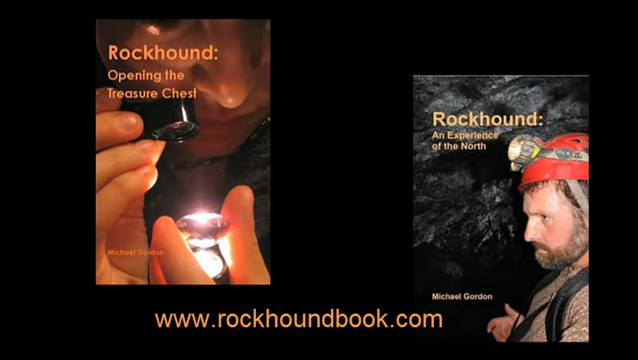 Rockhound:
Opening the
Treasure Chest
Michael Gordon
Rockhound:
An Experience
of the North
Michael Gordon
www.rockhoundbook.com